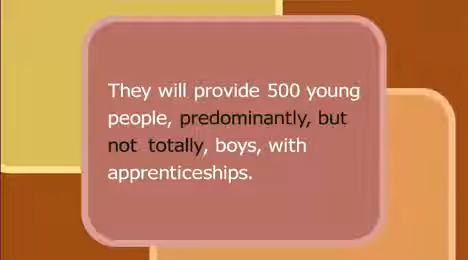 They will provide 500 young
people, predominantly, but
not totally, boys, with
apprenticeships.